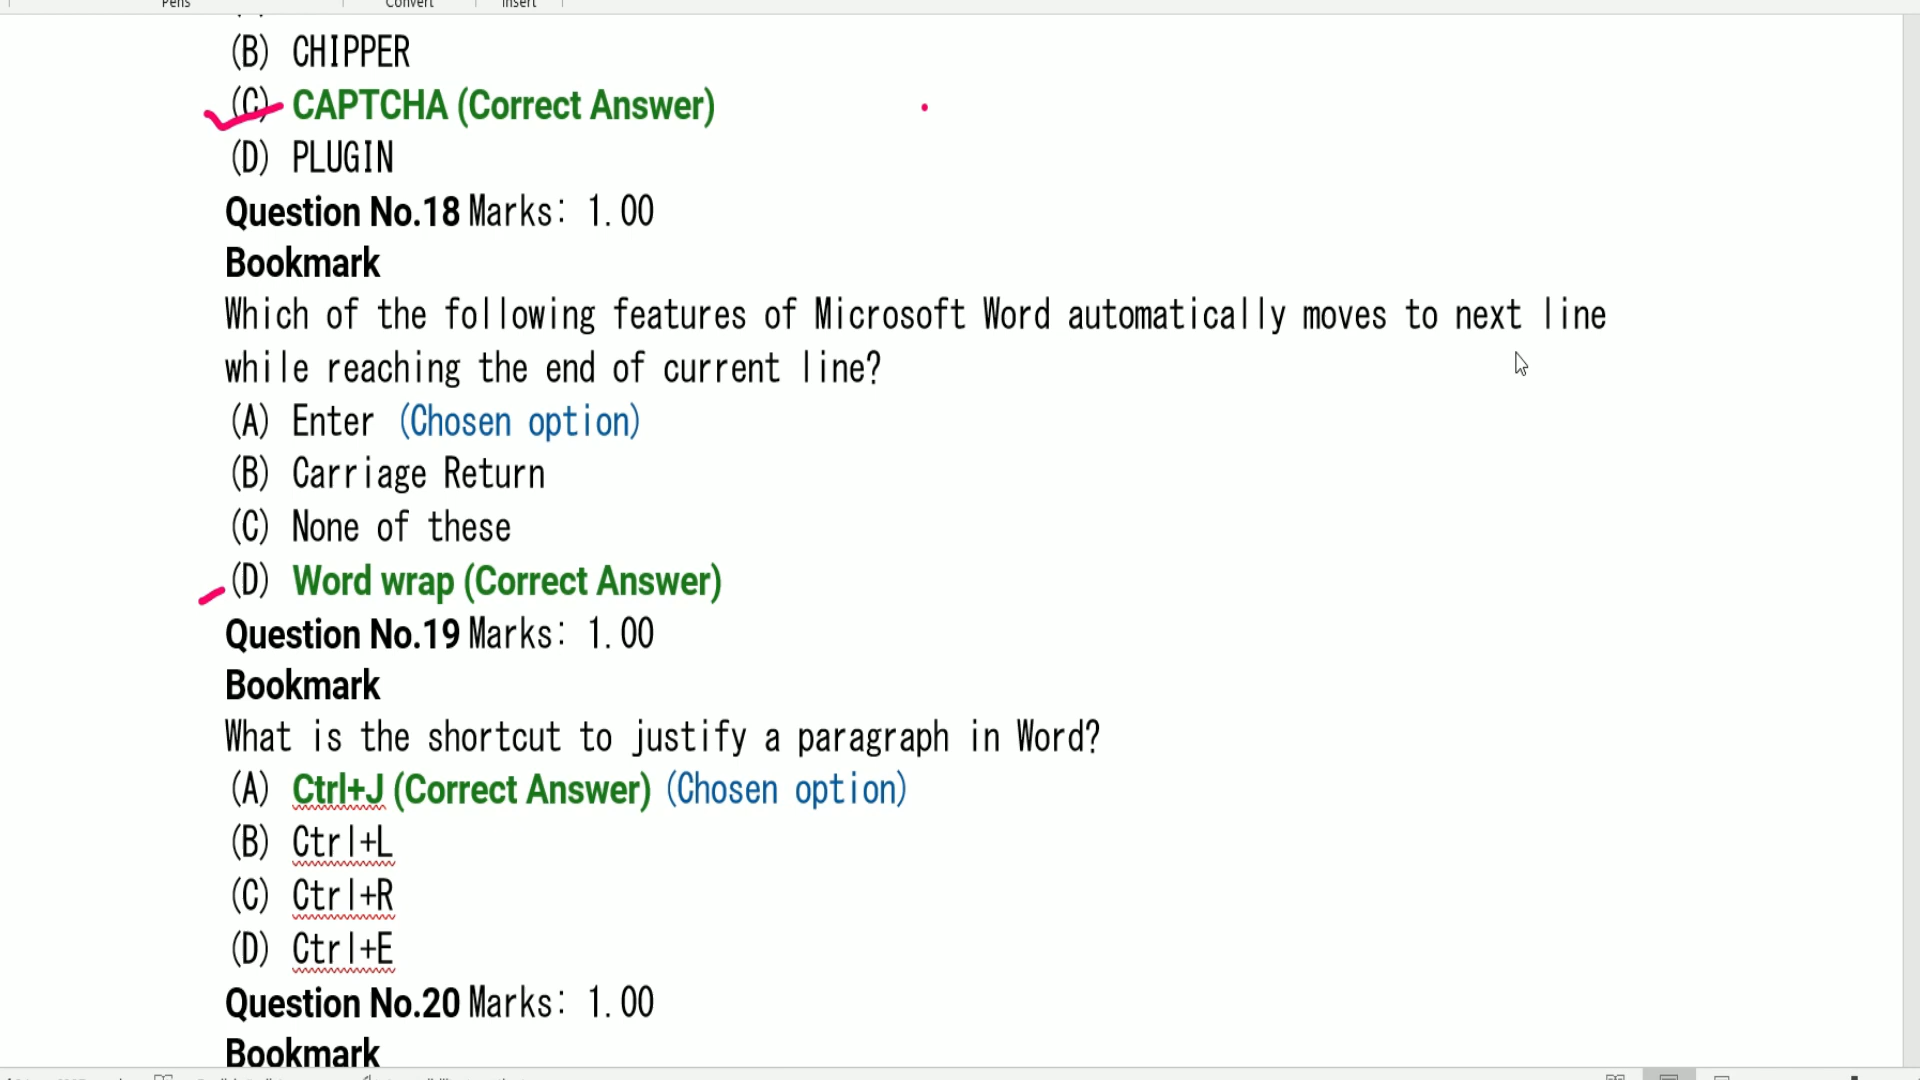 Pens Convert Insert
(B) CHIPPER
(C) CAPTCHA (Correct Answer)
(D) PLUGIN
Question No.18 Marks: 1.00
Bookmark
Which of the following features of Microsoft Word automatically moves to next line
while reaching the end of current line?
(A) Enter (Chosen option)
(B) Carriage Return
(C) None of these
(D) Word wrap (Correct Answer)
Question No.19 Marks: 1.00
Bookmark
What is the shortcut to justify a paragraph in Word?
(A) Ctrl+J (Correct Answer) (Chosen option)
(B) Ctrl+L
(C) Ctrl+R
(D) Ctrl+E
Question No.20 Marks: 1.00
Bookmark